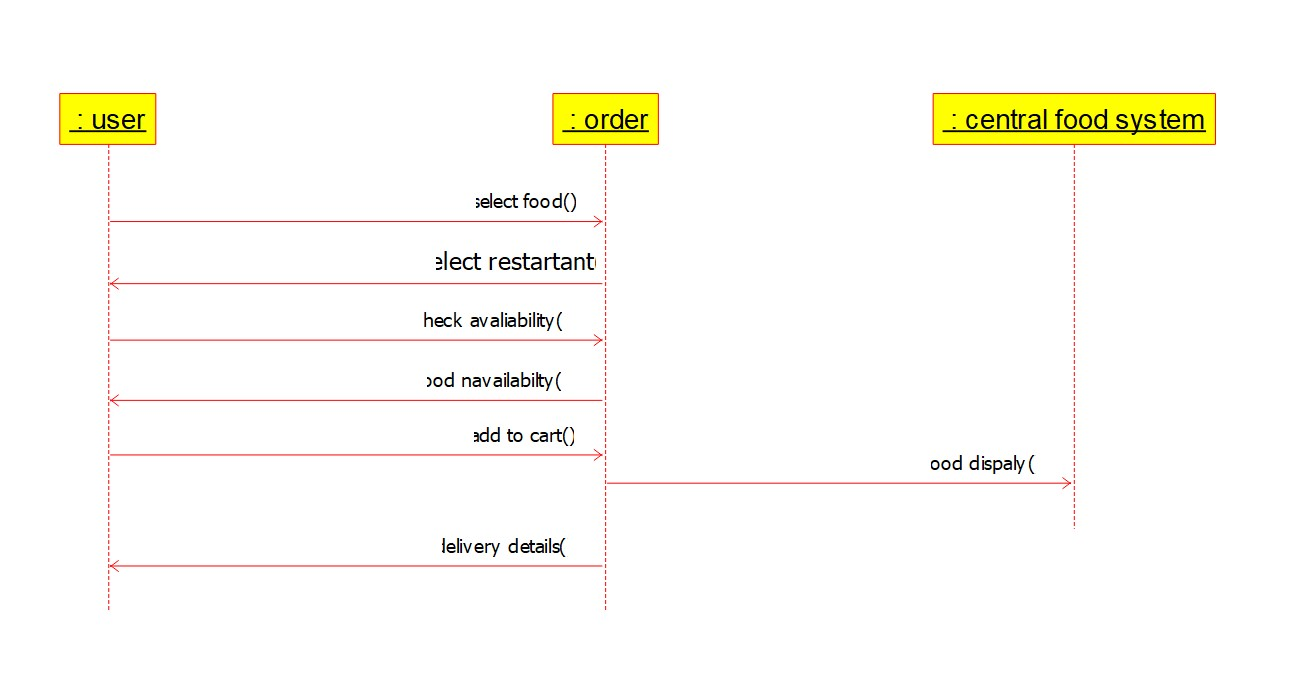 : user
: order
: central food system
select food()
elect restartant(
heck avaliability(
ood navailabilty(
add to cart()
ood dispaly(
delivery details(